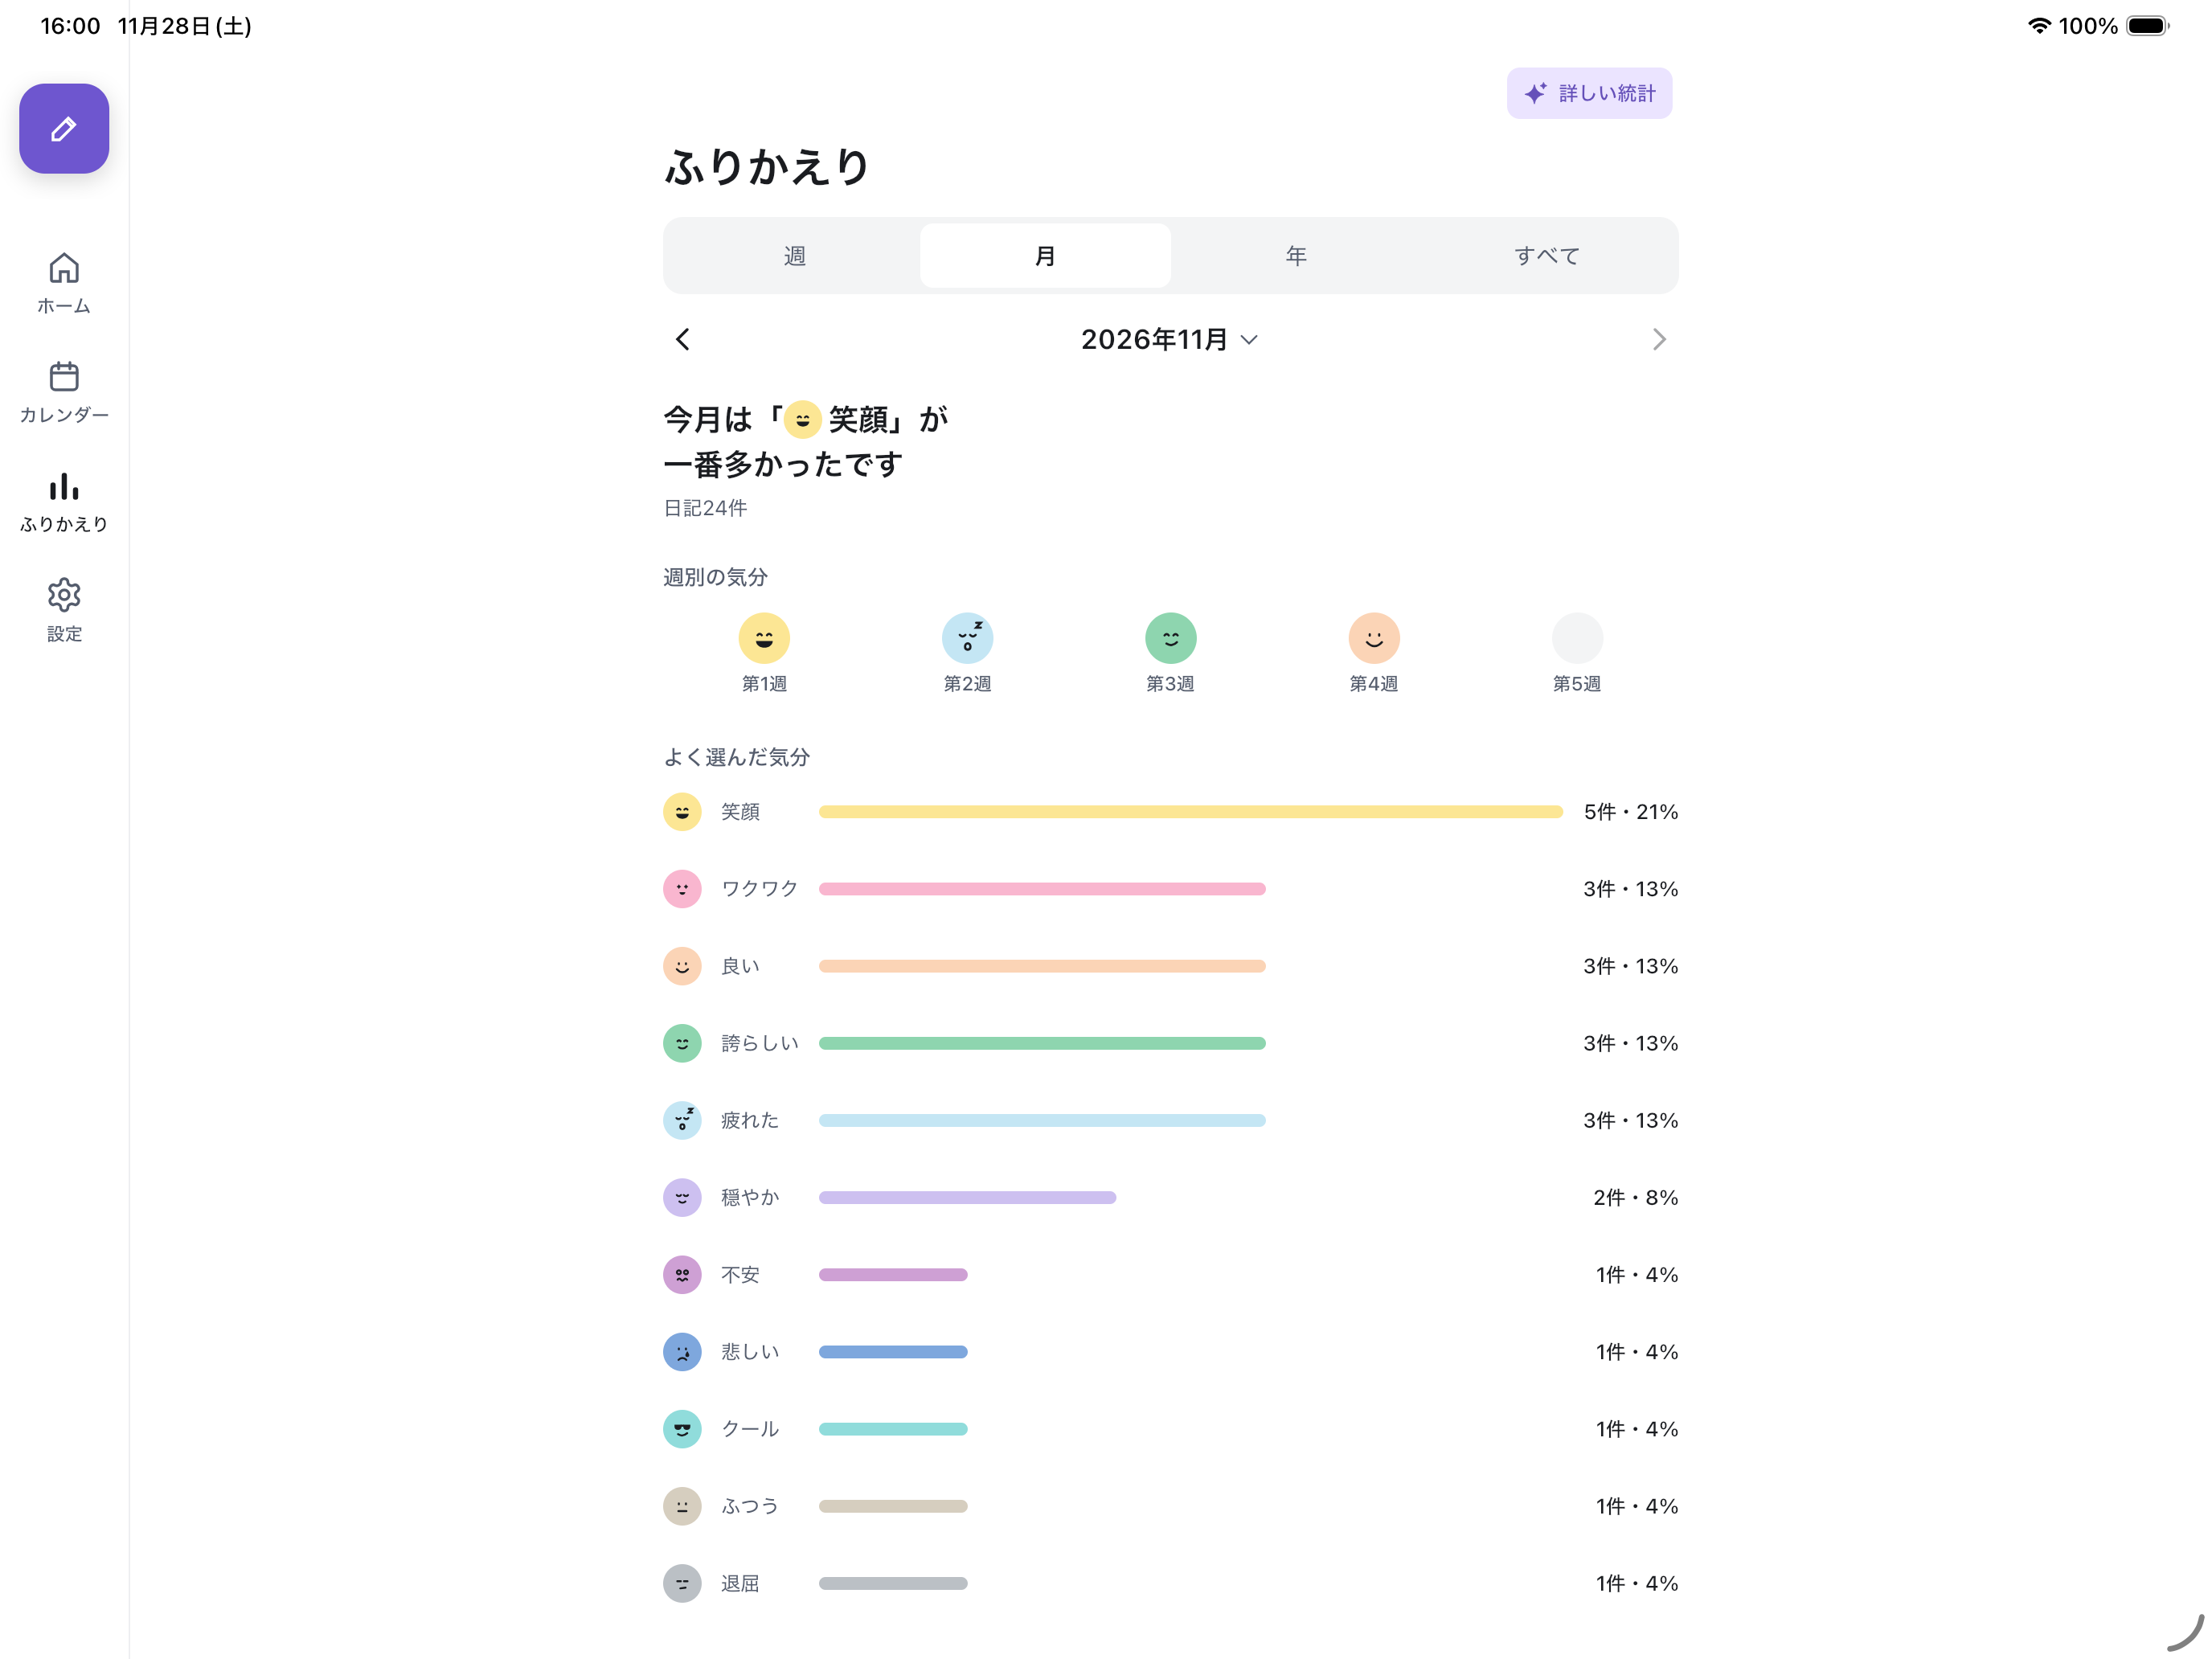 16:00 11月28日(土)
100%
詳しい統計
ホーム
カレンダー
ふりかえり
設定
ふりかえり
週 月 年 すべて
2026年11月
今月は「笑顔」が
一番多かったです
日記24件
週別の気分
第1週 第2週 第3週 第4週 第5週
よく選んだ気分
笑顔 5件・21%
ワクワク 3件・13%
良い 3件・13%
誇らしい 3件・13%
疲れた 3件・13%
穏やか 2件・8%
不安 1件・4%
悲しい 1件・4%
クール 1件・4%
ふつう 1件・4%
退屈 1件・4%